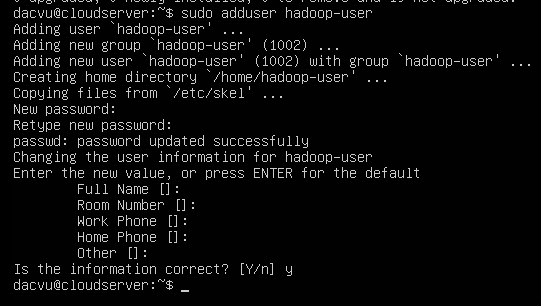 dacvu@cloudserver:~$ sudo adduser hadoop-user
Adding user `hadoop-user' ...
Adding new group `hadoop-user' (1002) ...
Adding new user `hadoop-user' (1002) with group `hadoop-user' ...
Creating home directory `/home/hadoop-user' ...
Copying files from `/etc/skel' ...
New password:
Retype new password:
passwd: password updated successfully
Changing the user information for hadoop-user
Enter the new value, or press ENTER for the default
Full Name []:
Room Number []:
Work Phone []:
Home Phone []:
Other []:
Is the information correct? [Y/n] y
dacvu@cloudserver:~$ _